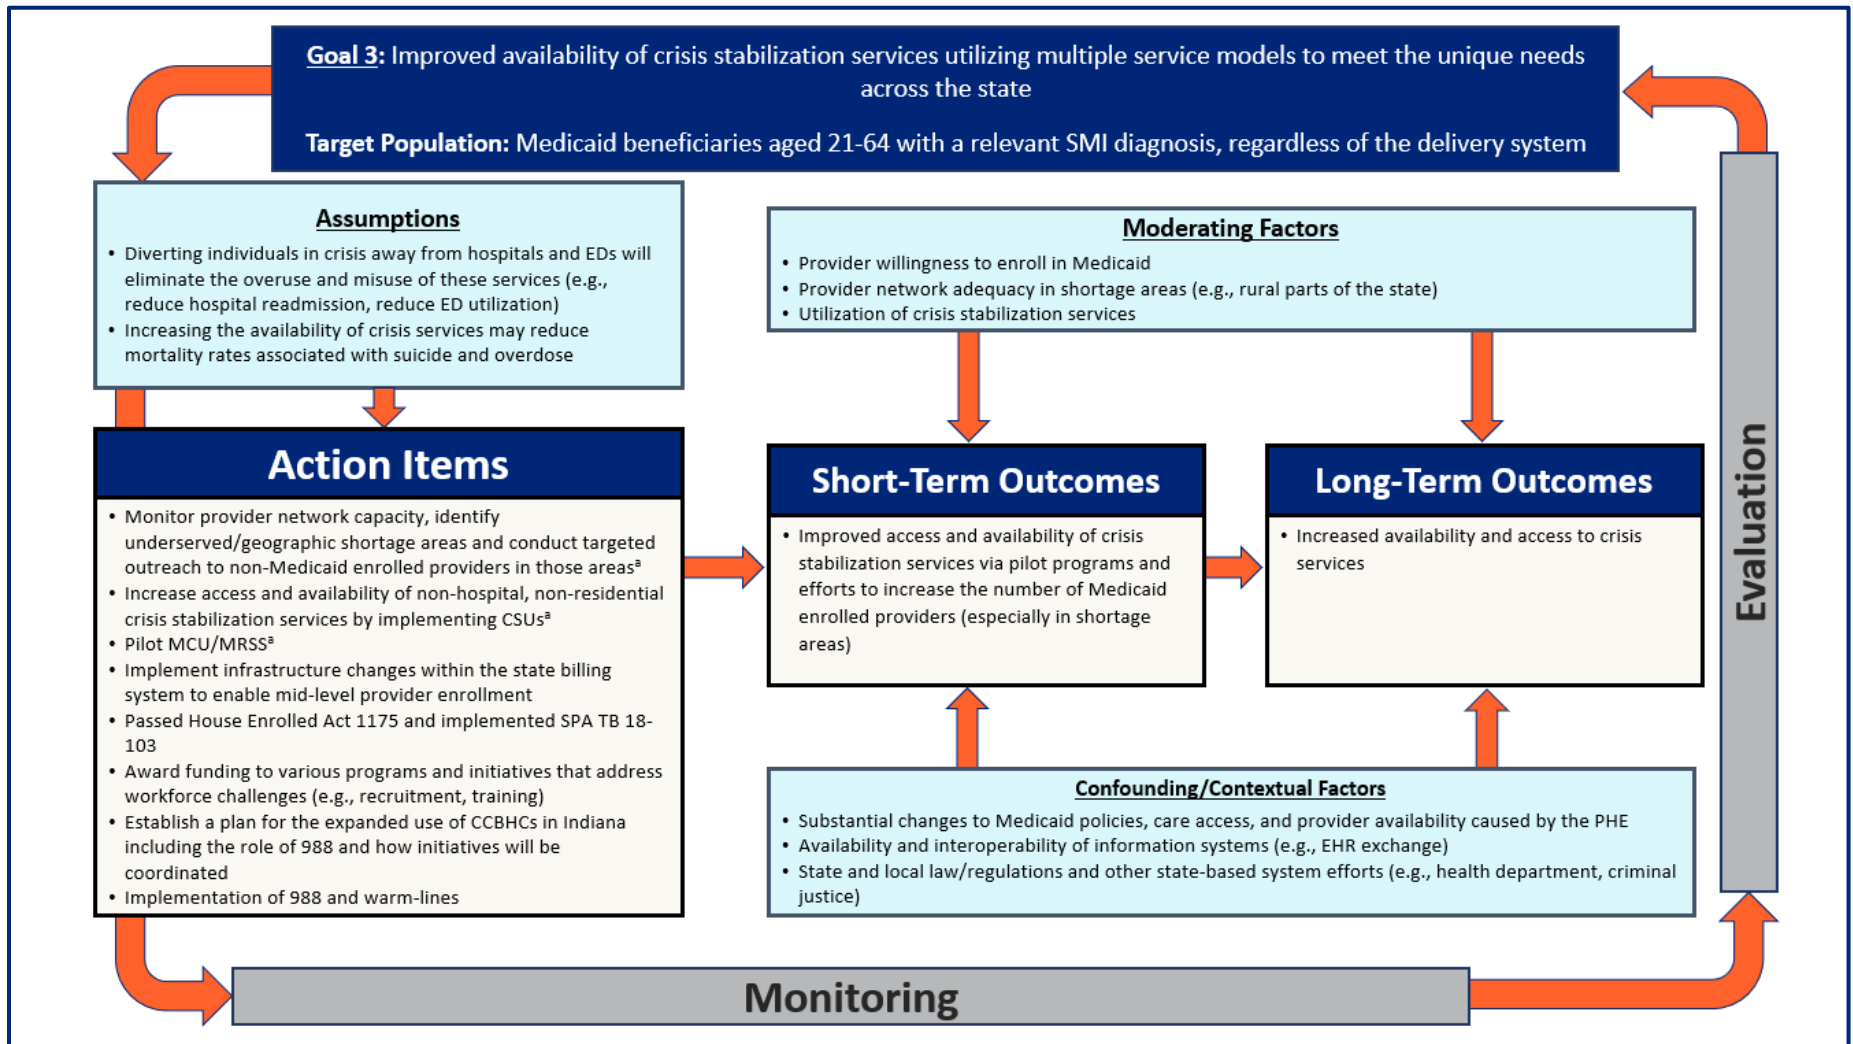 Goal 3: Improved availability of crisis stabilization services utilizing multiple service models to meet the unique needs
across the state
Target Population: Medicaid beneficiaries aged 21-64 with a relevant SMI diagnosis, regardless of the delivery system
Assumptions
• Diverting individuals in crisis away from hospitals and EDs will
eliminate the overuse and misuse of these services (e.g.,
reduce hospital readmission, reduce ED utilization)
• Increasing the availability of crisis services may reduce
mortality rates associated with suicide and overdose
Moderating Factors
• Provider willingness to enroll in Medicaid
• Provider network adequacy in shortage areas (e.g., rural parts of the state)
• Utilization of crisis stabilization services
Action Items
• Monitor provider network capacity, identify
underserved/geographic shortage areas and conduct targeted
outreach to non-Medicaid enrolled providers in those areasª
• Increase access and availability of non-hospital, non-residential
crisis stabilization services by implementing CSUsª
• Pilot MCU/MRSSª
• Implement infrastructure changes within the state billing
system to enable mid-level provider enrollment
• Passed House Enrolled Act 1175 and implemented SPA TB 18-
103
• Award funding to various programs and initiatives that address
workforce challenges (e.g., recruitment, training)
• Establish a plan for the expanded use of CCBHCs in Indiana
including the role of 988 and how initiatives will be
coordinated
• Implementation of 988 and warm-lines
Short-Term Outcomes
• Improved access and availability of crisis
stabilization services via pilot programs and
efforts to increase the number of Medicaid
enrolled providers (especially in shortage
areas)
Long-Term Outcomes
• Increased availability and access to crisis
services
Confounding/Contextual Factors
• Substantial changes to Medicaid policies, care access, and provider availability caused by the PHE
• Availability and interoperability of information systems (e.g., EHR exchange)
• State and local law/regulations and other state-based system efforts (e.g., health department, criminal
justice)
Monitoring
Evaluation